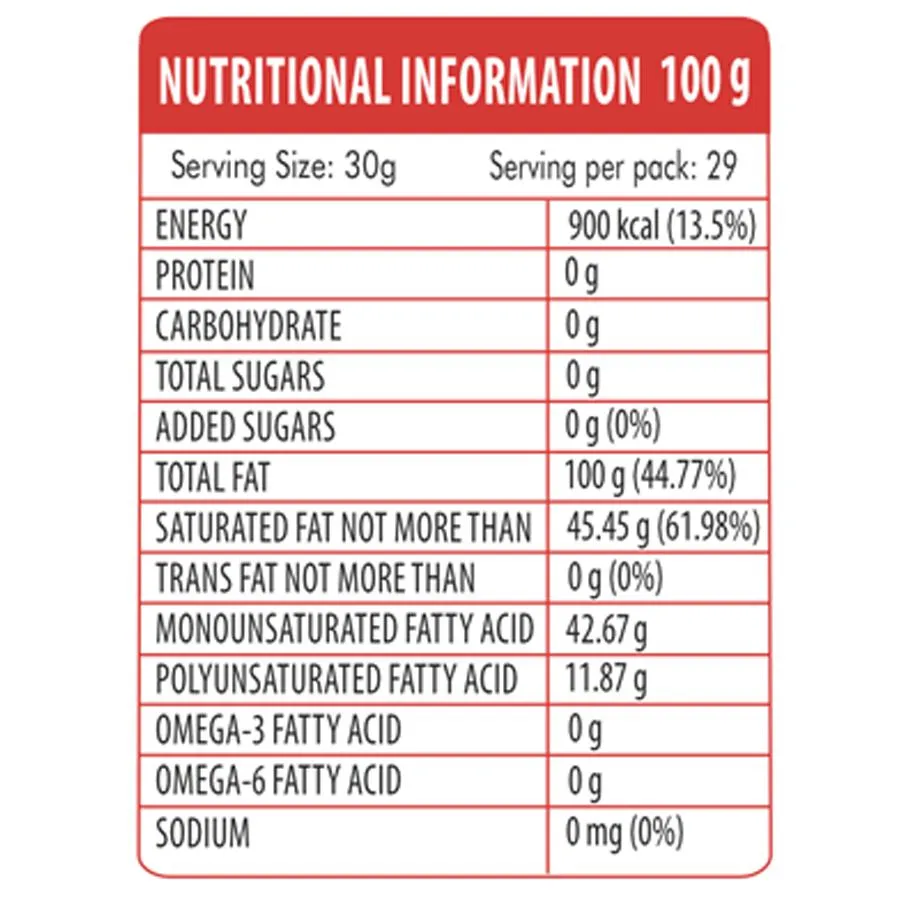 NUTRITIONAL INFORMATION 100 g
Serving Size: 30g Serving per pack: 29
ENERGY 900 kcal (13.5%)
PROTEIN 0 g
CARBOHYDRATE 0 g
TOTAL SUGARS 0 g
ADDED SUGARS 0 g (0%)
TOTAL FAT 100 g (44.77%)
SATURATED FAT NOT MORE THAN 45.45 g (61.98%)
TRANS FAT NOT MORE THAN 0 g (0%)
MONOUNSATURATED FATTY ACID 42.67 g
POLYUNSATURATED FATTY ACID 11.87 g
OMEGA-3 FATTY ACID 0 g
OMEGA-6 FATTY ACID 0 g
SODIUM 0 mg (0%)